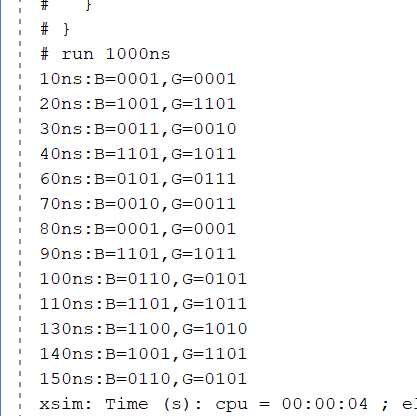 #   }
# }
# run 1000ns
10ns:B=0001,G=0001
20ns:B=1001,G=1101
30ns:B=0011,G=0010
40ns:B=1101,G=1011
60ns:B=0101,G=0111
70ns:B=0010,G=0011
80ns:B=0001,G=0001
90ns:B=1101,G=1011
100ns:B=0110,G=0101
110ns:B=1101,G=1011
130ns:B=1100,G=1010
140ns:B=1001,G=1101
150ns:B=0110,G=0101
xsim: Time (s): cpu = 00:00:04 ;